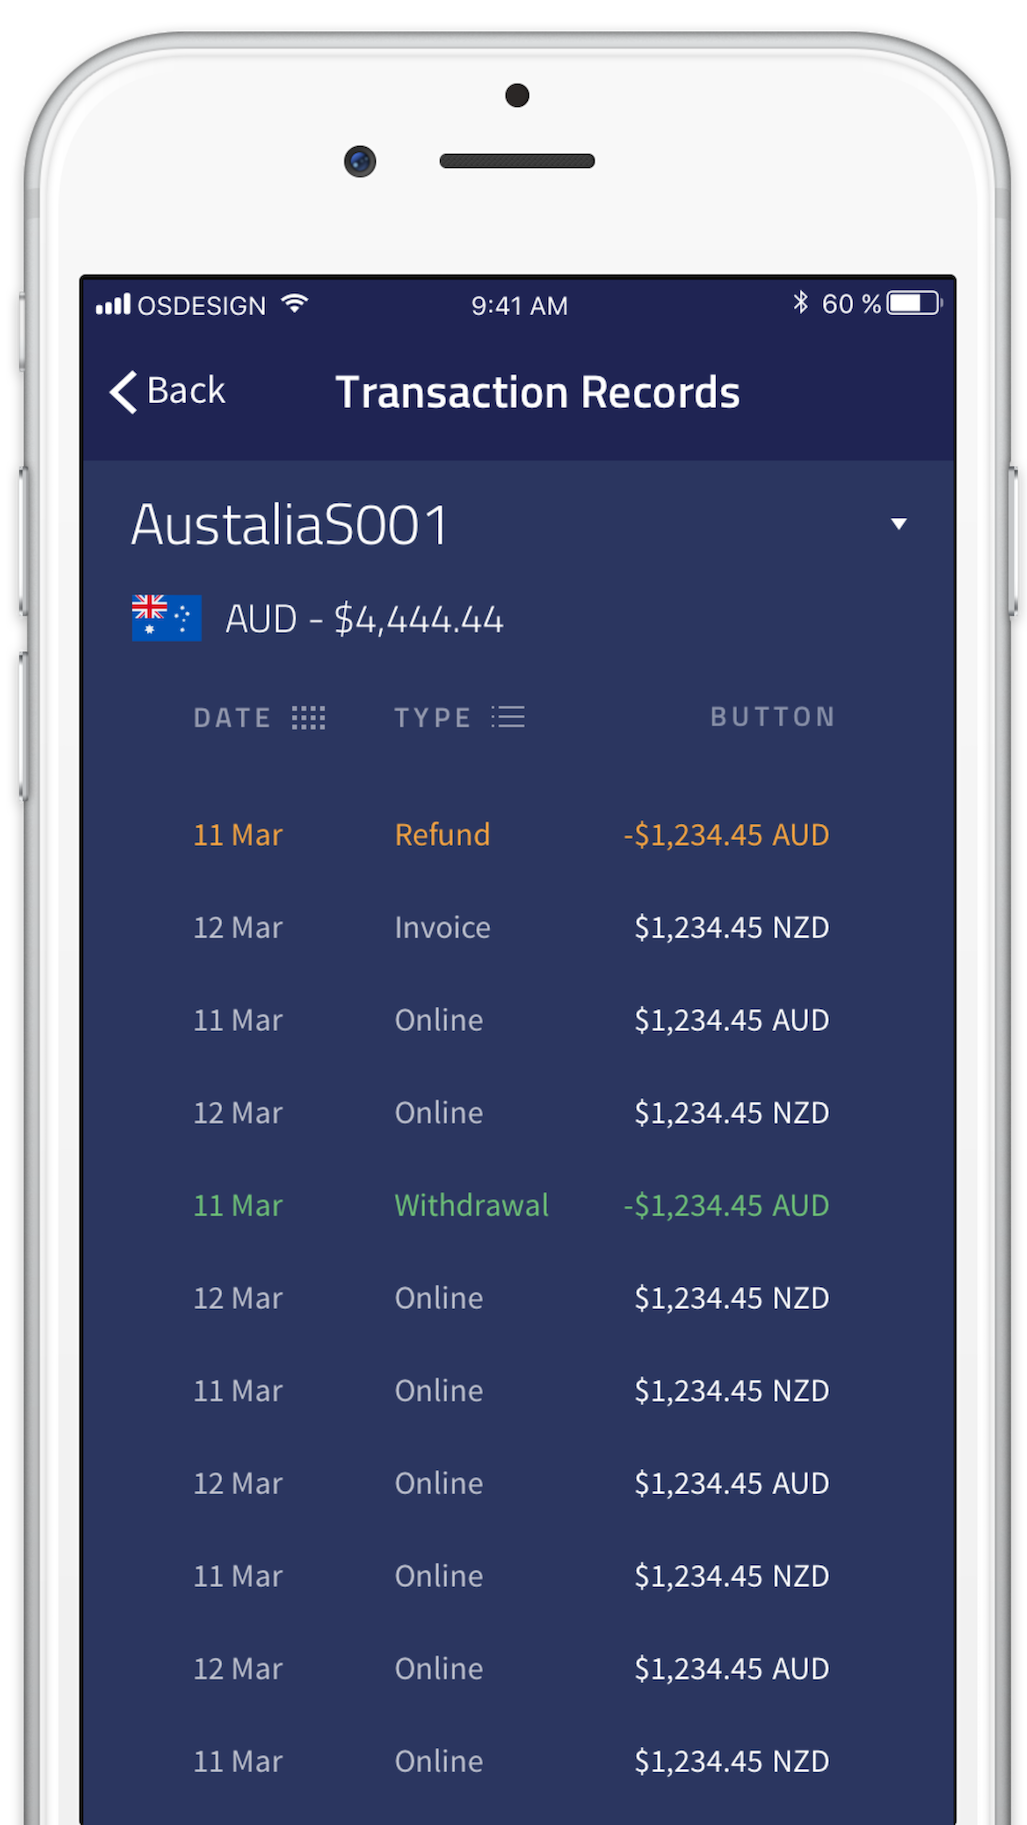 OSDESIGN 9:41 AM 60 %
Back Transaction Records
AustaliaS001
AUD - $4,444.44
DATE TYPE BUTTON
11 Mar Refund -$1,234.45 AUD
12 Mar Invoice $1,234.45 NZD
11 Mar Online $1,234.45 AUD
12 Mar Online $1,234.45 NZD
11 Mar Withdrawal -$1,234.45 AUD
12 Mar Online $1,234.45 NZD
11 Mar Online $1,234.45 NZD
12 Mar Online $1,234.45 AUD
11 Mar Online $1,234.45 NZD
12 Mar Online $1,234.45 AUD
11 Mar Online $1,234.45 NZD